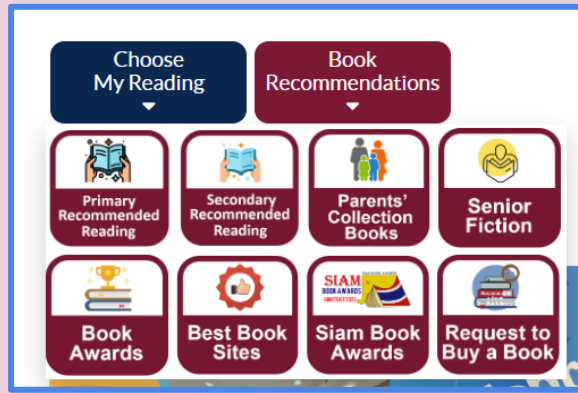 Choose
My Reading
Book
Recommendations
Primary
Recommended
Reading
Secondary
Recommended
Reading
Parents'
Collection
Books
Senior
Fiction
Book
Awards
Best Book
Sites
SIAM
BOOK AWARDS
Siam Book
Awards
Request to
Buy a Book